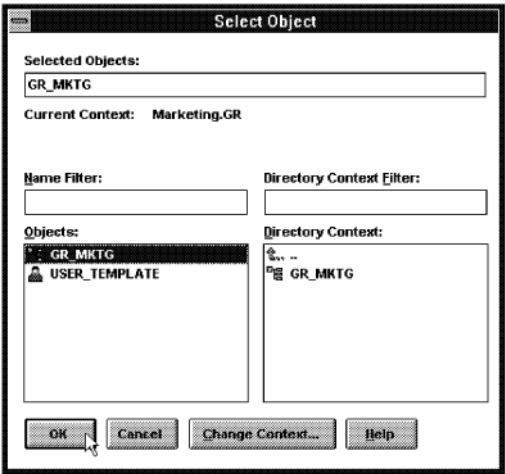 Select Object
Selected Objects:
GR_MKTG
Current Context: Marketing.GR
Name Filter: Directory Context Filter:
Objects: Directory Context:
GR_MKTG ..
USER_TEMPLATE GR_MKTG
OK Cancel Change Context... Help